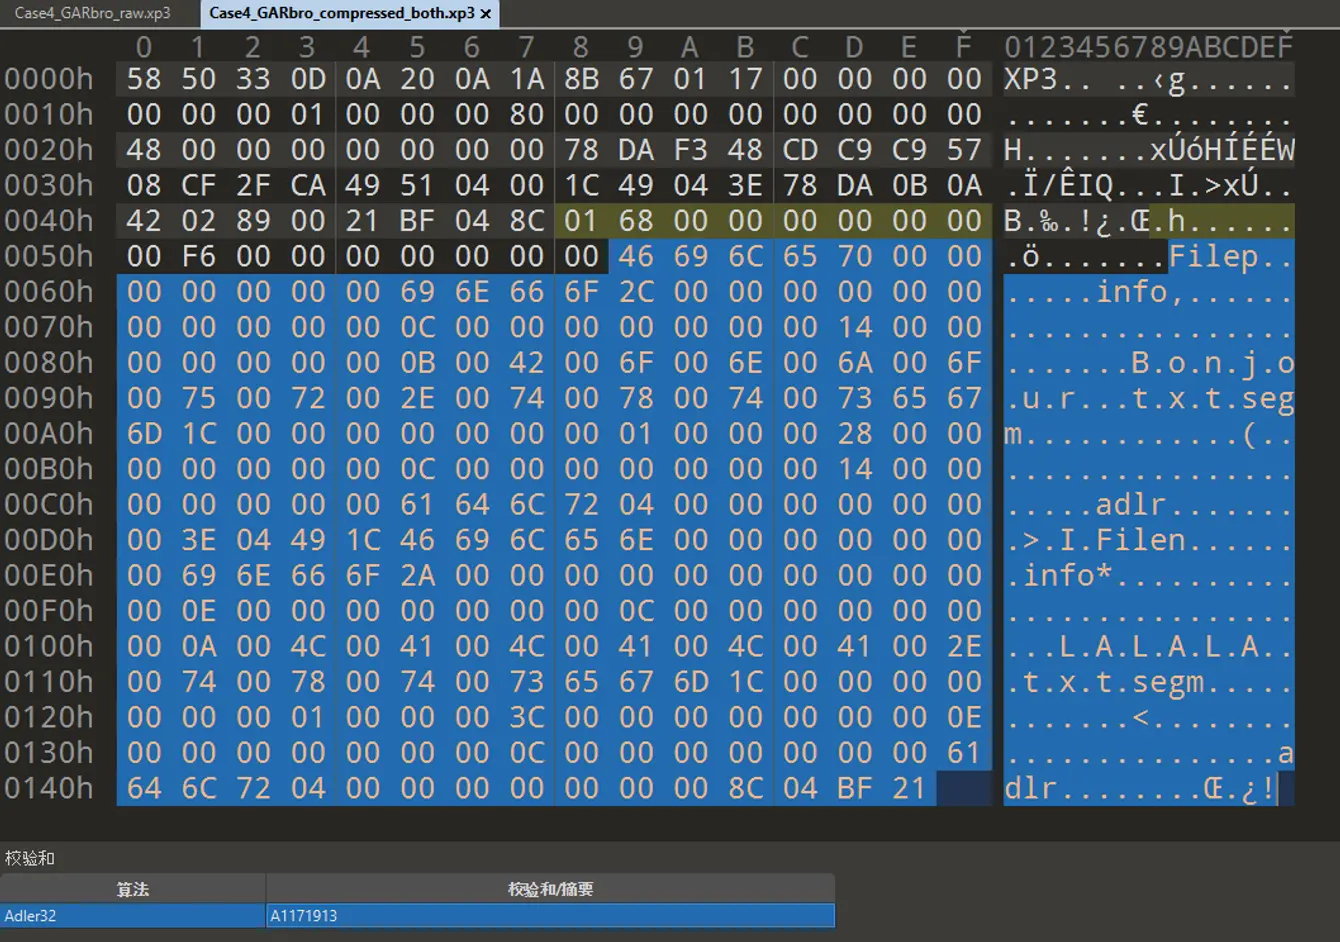 Case4_GARbro_raw.xp3 Case4_GARbro_compressed_both.xp3 ×
0 1 2 3 4 5 6 7 8 9 A B C D E F 0123456789ABCDEF
0000h 58 50 33 0D 0A 20 0A 1A 8B 67 01 17 00 00 00 00 XP3.. ..‹g......
0010h 00 00 00 01 00 00 00 80 00 00 00 00 00 00 00 00 .......€........
0020h 48 00 00 00 00 00 00 00 78 DA F3 48 CD C9 C9 57 H.......xÚóHÍÉÉW
0030h 08 CF 2F CA 49 51 04 00 1C 49 04 3E 78 DA 0B 0A .Ï/ÊIQ...I.>xÚ..
0040h 42 02 89 00 21 BF 04 8C 01 68 00 00 00 00 00 00 B.‰.!¿.Œ.h......
0050h 00 F6 00 00 00 00 00 00 00 46 69 6C 65 70 00 00 .ö.......Filep..
0060h 00 00 00 00 00 69 6E 66 6F 2C 00 00 00 00 00 00 .....info,......
0070h 00 00 00 00 00 0C 00 00 00 00 00 00 00 14 00 00 ................
0080h 00 00 00 00 00 0B 00 42 00 6F 00 6E 00 6A 00 6F .......B.o.n.j.o
0090h 00 75 00 72 00 2E 00 74 00 78 00 74 00 73 65 67 .u.r...t.x.t.seg
00A0h 6D 1C 00 00 00 00 00 00 00 01 00 00 00 28 00 00 m............(..
00B0h 00 00 00 00 00 0C 00 00 00 00 00 00 00 14 00 00 ................
00C0h 00 00 00 00 00 61 64 6C 72 04 00 00 00 00 00 00 .....adlr.......
00D0h 00 3E 04 49 1C 46 69 6C 65 6E 00 00 00 00 00 00 .>.I.Filen......
00E0h 00 69 6E 66 6F 2A 00 00 00 00 00 00 00 00 00 00 .info*..........
00F0h 00 0E 00 00 00 00 00 00 00 0C 00 00 00 00 00 00 ................
0100h 00 0A 00 4C 00 41 00 4C 00 41 00 4C 00 41 00 2E ...L.A.L.A.L.A..
0110h 00 74 00 78 00 74 00 73 65 67 6D 1C 00 00 00 00 .t.x.t.segm.....
0120h 00 00 00 01 00 00 00 3C 00 00 00 00 00 00 00 0E .......<........
0130h 00 00 00 00 00 00 00 0C 00 00 00 00 00 00 00 61 ...............a
0140h 64 6C 72 04 00 00 00 00 00 00 00 8C 04 BF 21 dlr........Œ.¿!
校验和
算法 校验和/摘要
Adler32 A1171913